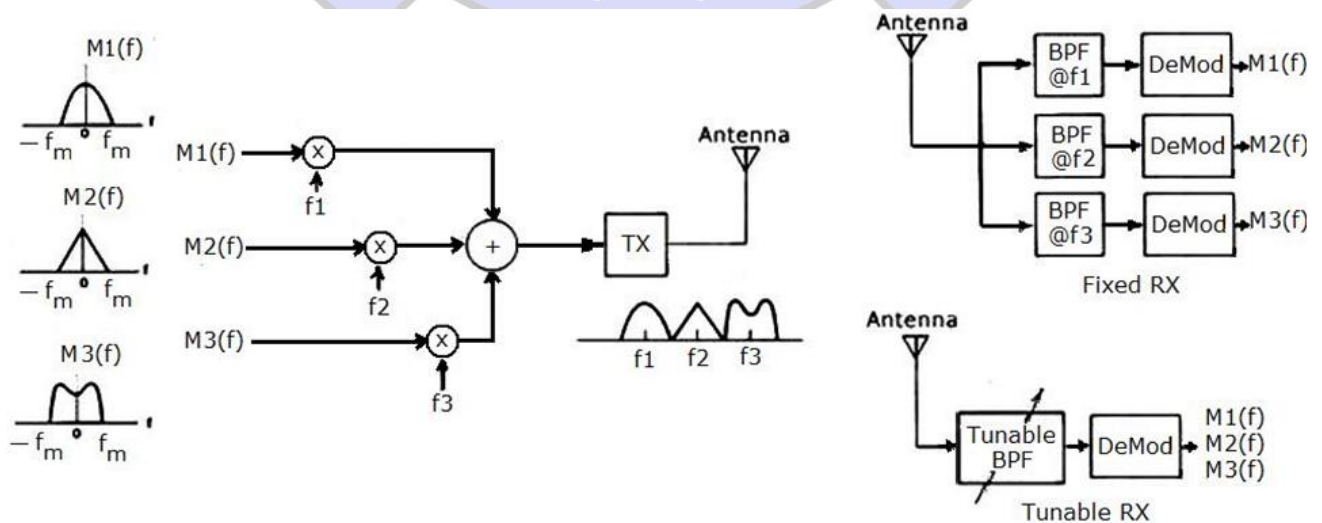 M1(f)
f
− fm 0 fm
M2(f)
f
− fm 0 fm
M3(f)
f
− fm 0 fm
M1(f)
X
f1
M2(f)
X
f2
M3(f)
X
f3
+
TX
Antenna
f1 f2 f3
Antenna
BPF
@f1
DeMod
M1(f)
BPF
@f2
DeMod
M2(f)
BPF
@f3
DeMod
M3(f)
Fixed RX
Antenna
Tunable
BPF
DeMod
M1(f)
M2(f)
M3(f)
Tunable RX